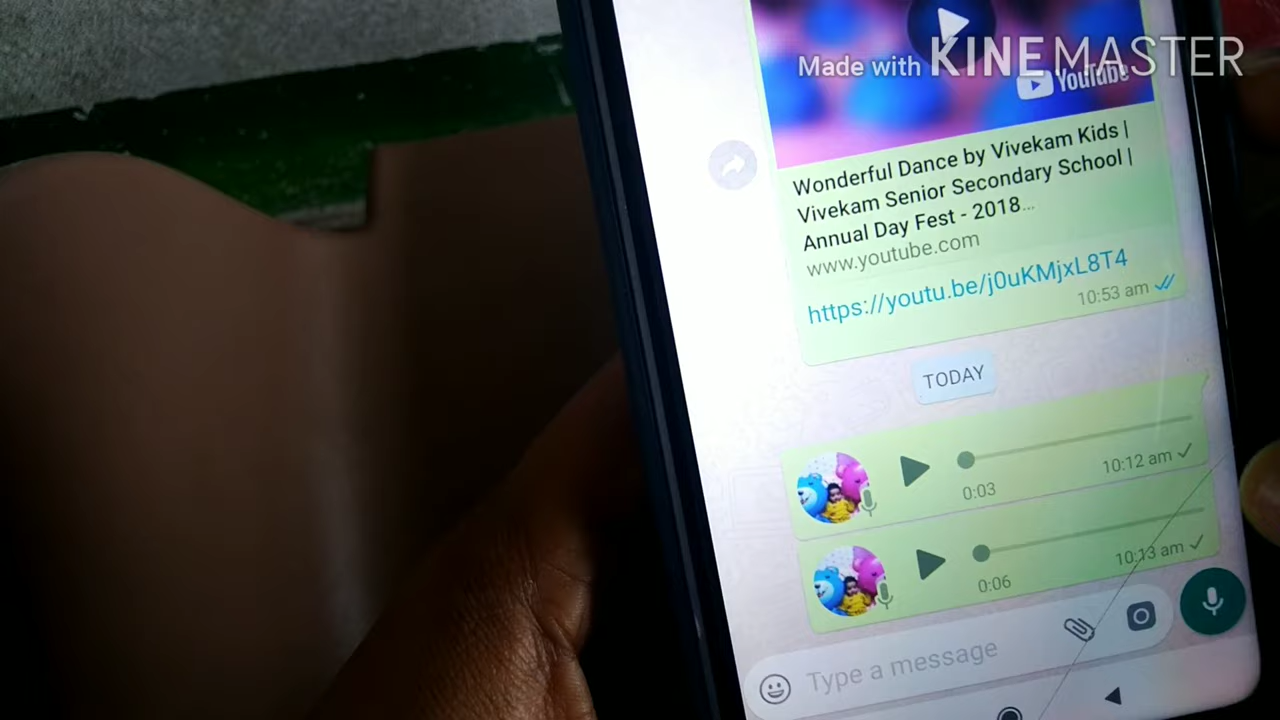 Made with KINEMASTER
YouTube
Wonderful Dance by Vivekam Kids |
Vivekam Senior Secondary School |
Annual Day Fest - 2018...
www.youtube.com
https://youtu.be/j0uKMjxL8T4
10:53 am
TODAY
0:03
10:12 am
0:06
10:13 am
Type a message